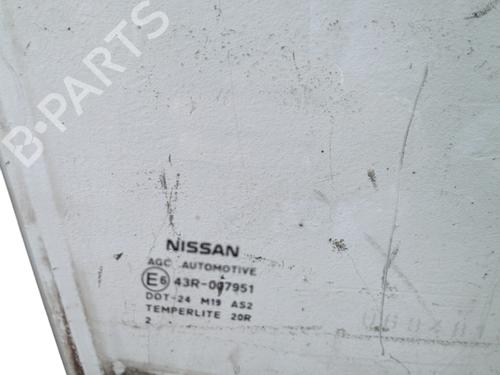 B-PARTS
NISSAN
AGC AUTOMOTIVE
E6 43R-007951
DOT-24 M19 AS2
TEMPERLITE 20R
2